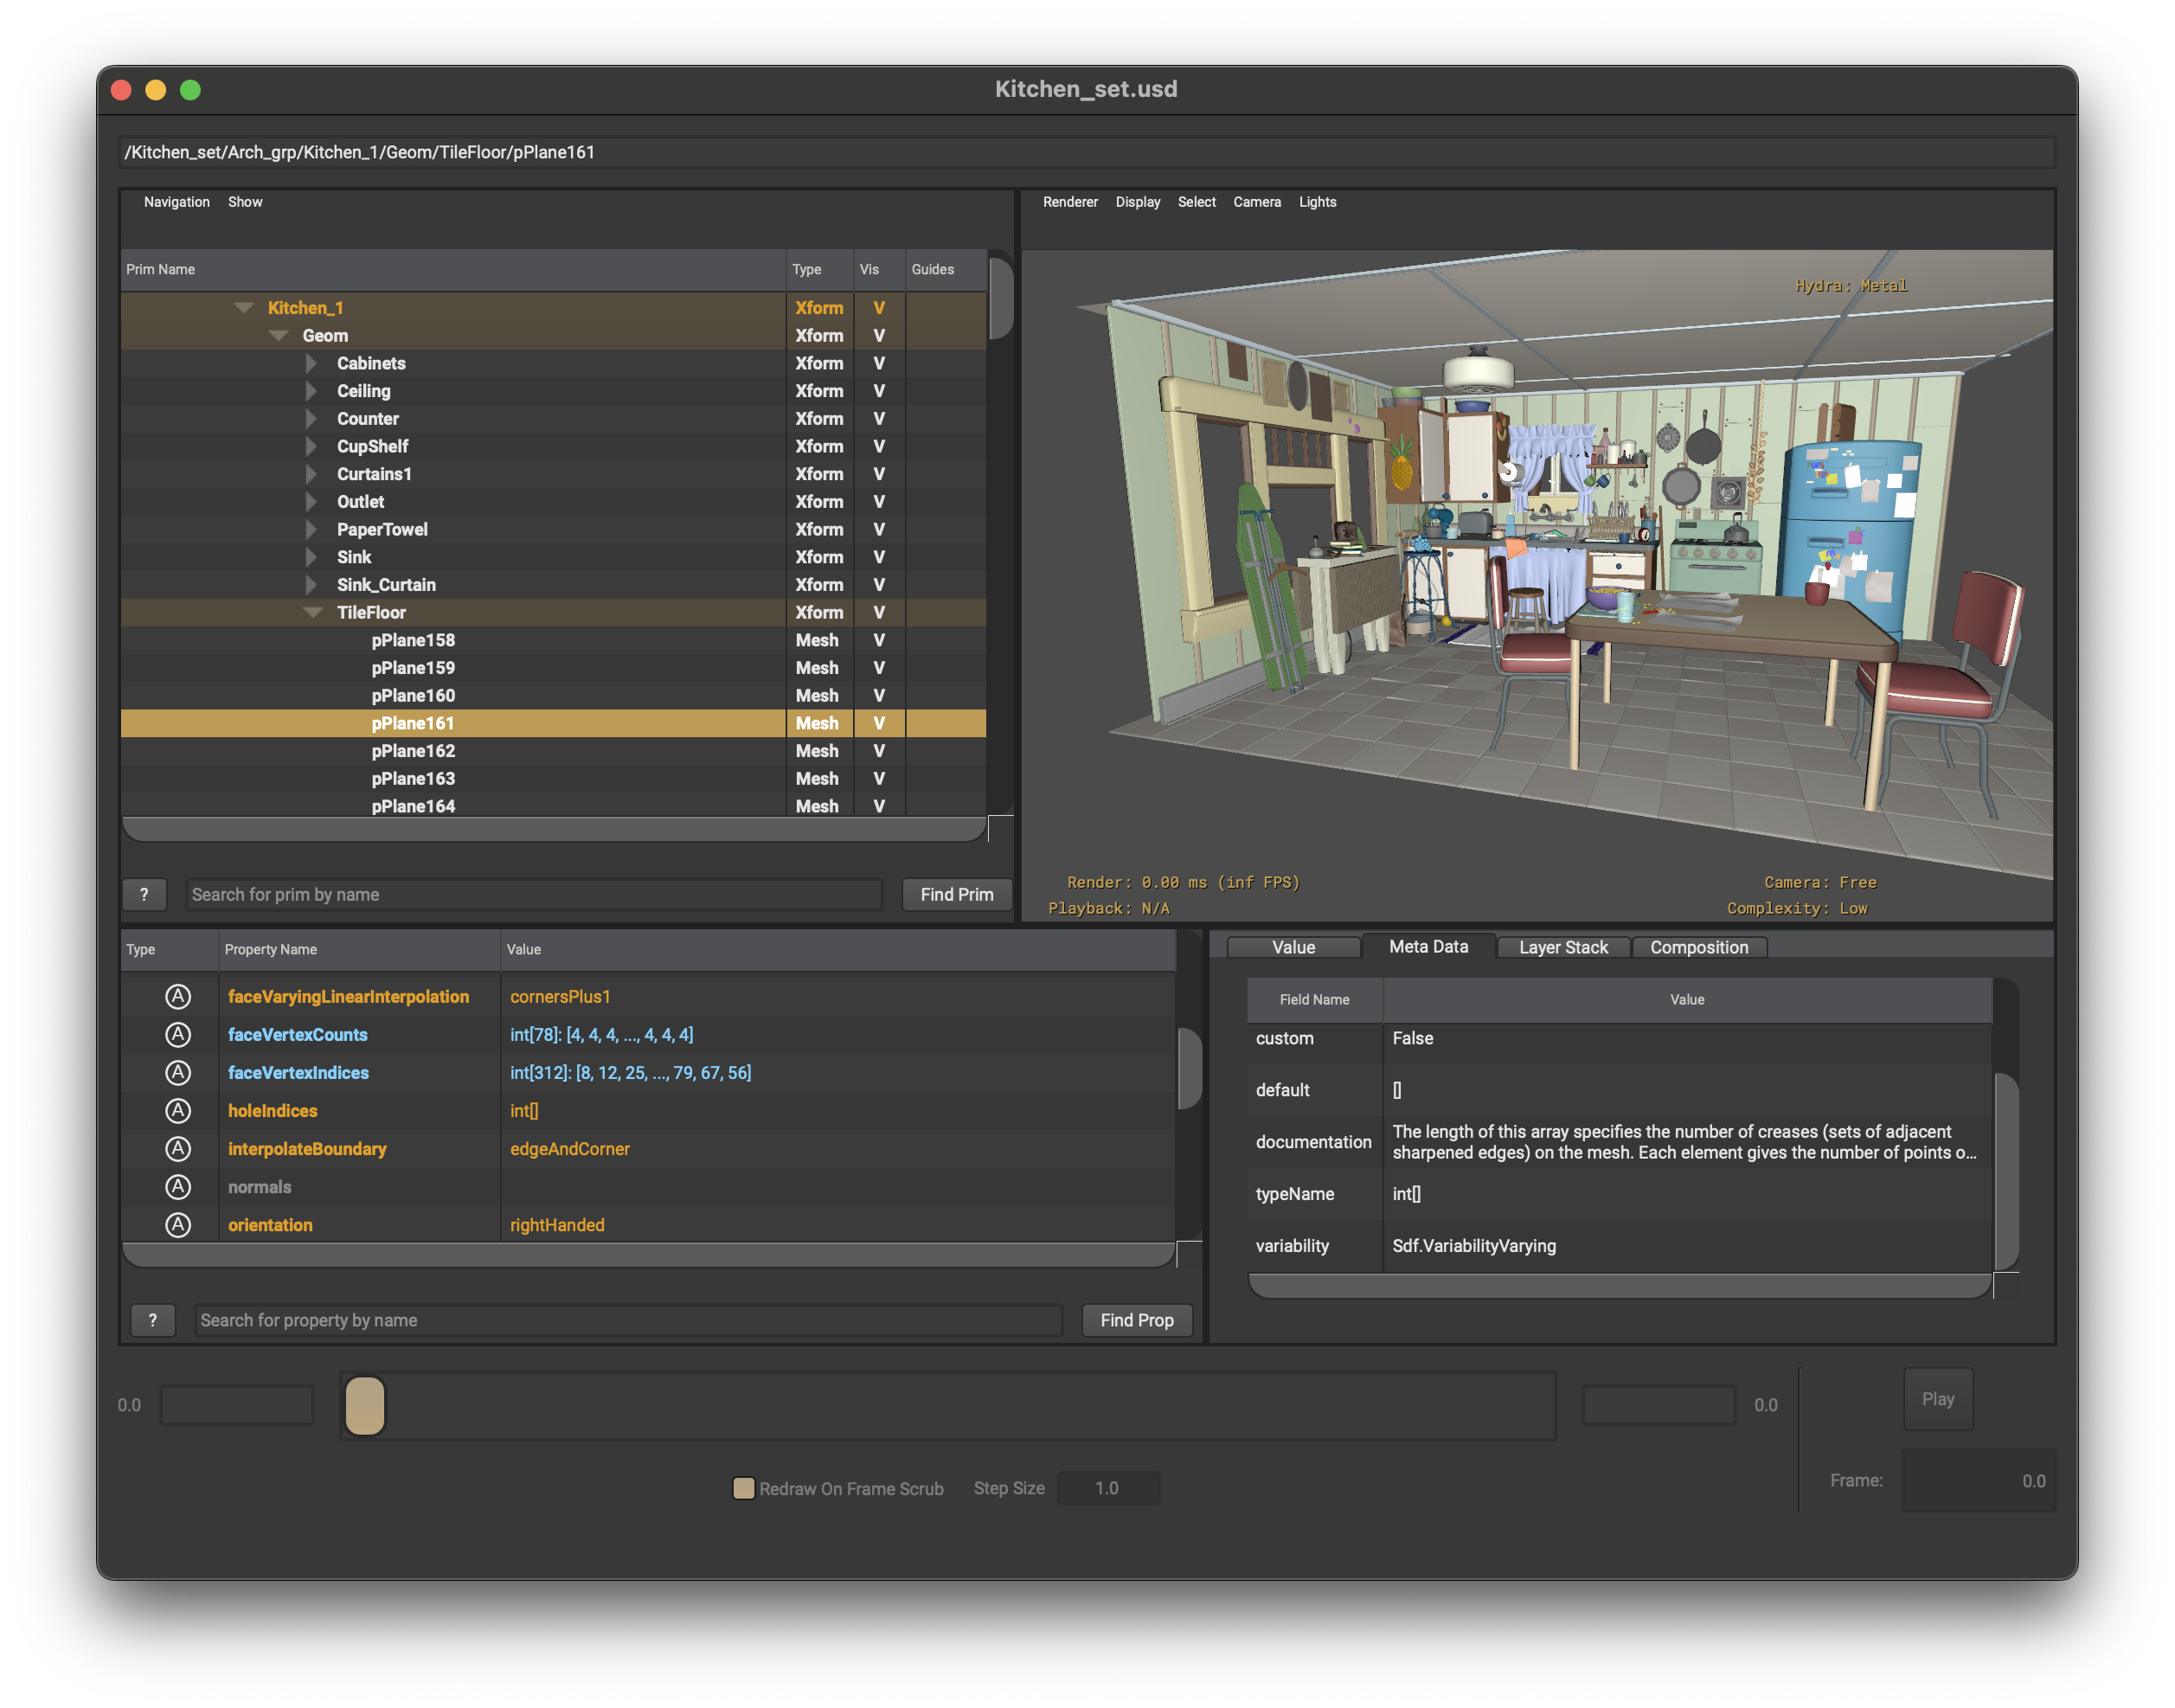 Kitchen_set.usd
/Kitchen_set/Arch_grp/Kitchen_1/Geom/TileFloor/pPlane161
Navigation Show
Prim Name Type Vis Guides
Kitchen_1 Xform V
Geom Xform V
Cabinets Xform V
Ceiling Xform V
Counter Xform V
CupShelf Xform V
Curtains1 Xform V
Outlet Xform V
PaperTowel Xform V
Sink Xform V
Sink_Curtain Xform V
TileFloor Xform V
pPlane158 Mesh V
pPlane159 Mesh V
pPlane160 Mesh V
pPlane161 Mesh V
pPlane162 Mesh V
pPlane163 Mesh V
pPlane164 Mesh V
? Search for prim by name Find Prim
Renderer Display Select Camera Lights
Hydra: Metal
Render: 0.00 ms (inf FPS) Camera: Free
Playback: N/A Complexity: Low
Type Property Name Value
A faceVaryingLinearInterpolation cornersPlus1
A faceVertexCounts int[78]: [4, 4, 4, ..., 4, 4, 4]
A faceVertexIndices int[312]: [8, 12, 25, ..., 79, 67, 56]
A holeIndices int[]
A interpolateBoundary edgeAndCorner
A normals
A orientation rightHanded
? Search for property by name Find Prop
Value Meta Data Layer Stack Composition
Field Name Value
custom False
default []
documentation The length of this array specifies the number of creases (sets of adjacent
sharpened edges) on the mesh. Each element gives the number of points o...
typeName int[]
variability Sdf.VariabilityVarying
0.0 0.0 Play
Redraw On Frame Scrub Step Size 1.0 Frame: 0.0